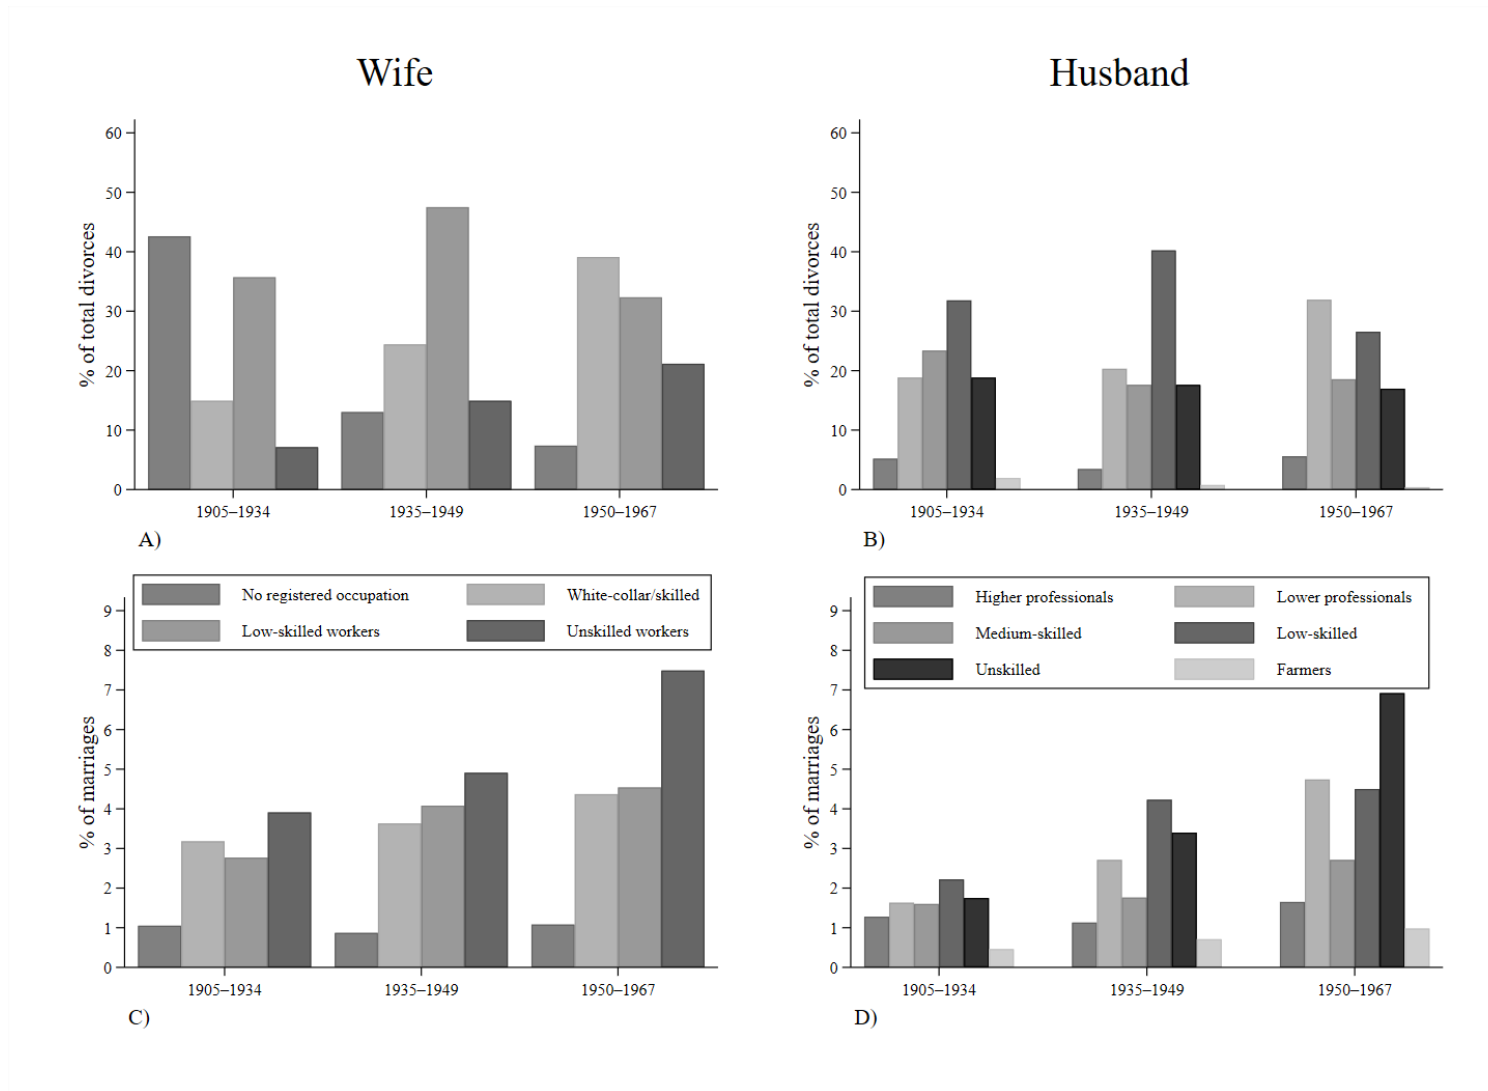 Wife
Husband
% of total divorces
60
50
40
30
20
10
0
1905–1934
1935–1949
1950–1967
A)
% of total divorces
60
50
40
30
20
10
0
1905–1934
1935–1949
1950–1967
B)
No registered occupation
White-collar/skilled
Low-skilled workers
Unskilled workers
% of marriages
9
8
7
6
5
4
3
2
1
0
1905–1934
1935–1949
1950–1967
C)
Higher professionals
Lower professionals
Medium-skilled
Low-skilled
Unskilled
Farmers
% of marriages
9
8
7
6
5
4
3
2
1
0
1905–1934
1935–1949
1950–1967
D)